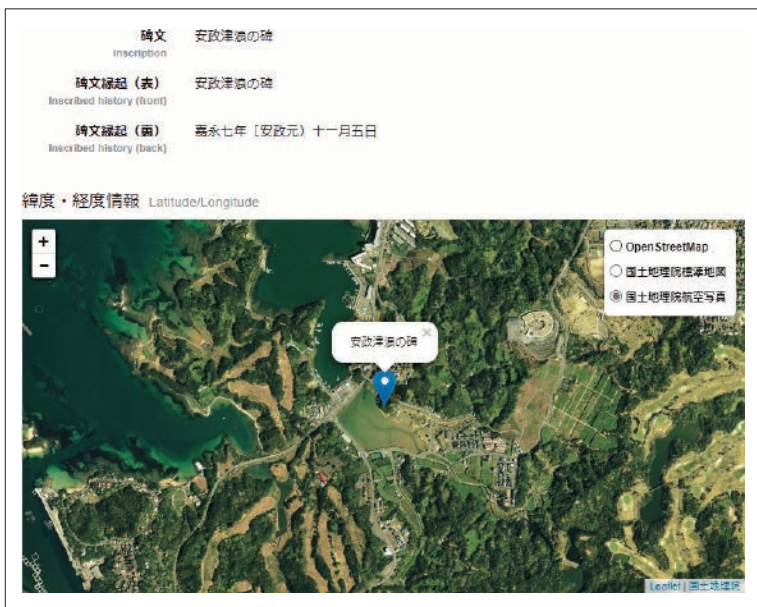 碑文 安政津浪の碑
Inscription
碑文縁起（表） 安政津浪の碑
Inscribed history (front)
碑文縁起（裏） 嘉永七年［安政元）十一月五日
Inscribed history (back)
緯度・経度情報 Latitude/Longitude
+
−
OpenStreetMap
国土地理院標準地図
国土地理院航空写真
安政津浪の碑
×
Leaflet | 国土地理院